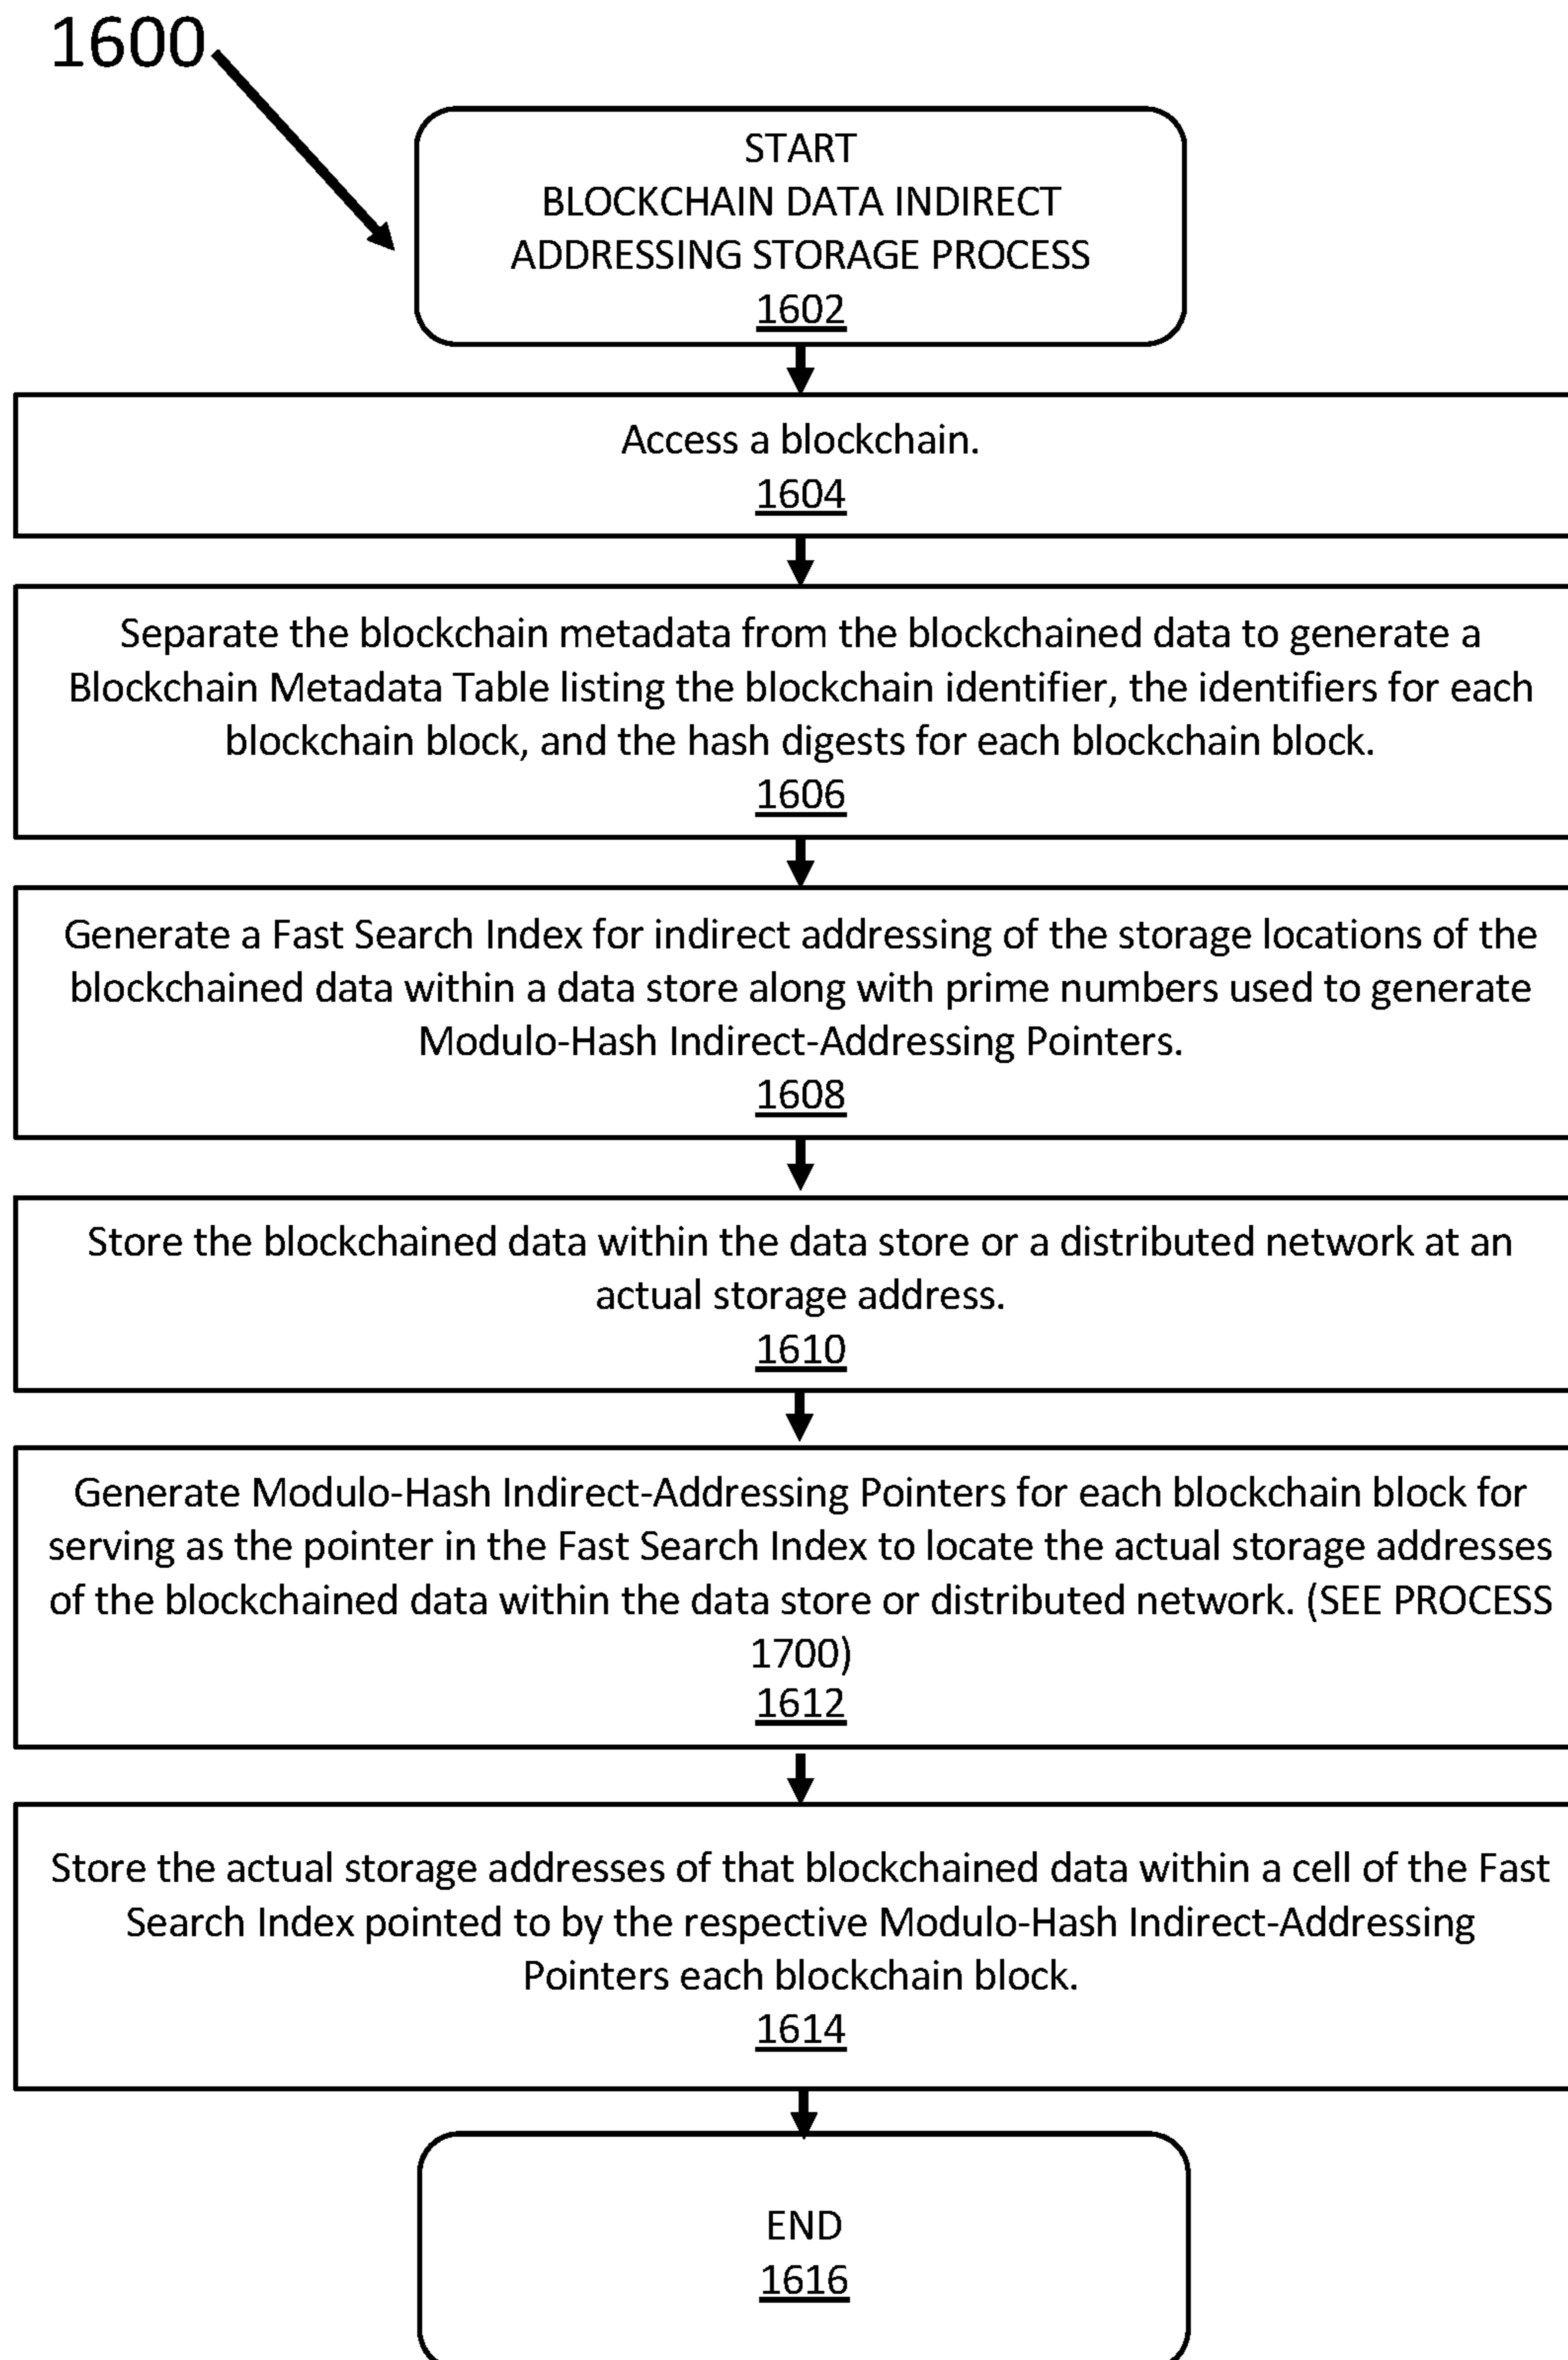 1600
START
BLOCKCHAIN DATA INDIRECT
ADDRESSING STORAGE PROCESS
1602
Access a blockchain.
1604
Separate the blockchain metadata from the blockchained data to generate a
Blockchain Metadata Table listing the blockchain identifier, the identifiers for each
blockchain block, and the hash digests for each blockchain block.
1606
Generate a Fast Search Index for indirect addressing of the storage locations of the
blockchained data within a data store along with prime numbers used to generate
Modulo-Hash Indirect-Addressing Pointers.
1608
Store the blockchained data within the data store or a distributed network at an
actual storage address.
1610
Generate Modulo-Hash Indirect-Addressing Pointers for each blockchain block for
serving as the pointer in the Fast Search Index to locate the actual storage addresses
of the blockchained data within the data store or distributed network. (SEE PROCESS
1700)
1612
Store the actual storage addresses of that blockchained data within a cell of the Fast
Search Index pointed to by the respective Modulo-Hash Indirect-Addressing
Pointers each blockchain block.
1614
END
1616